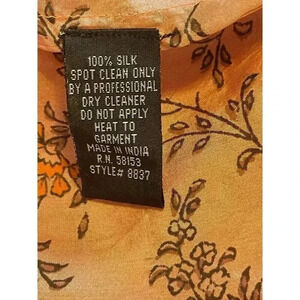 100% SILK
SPOT CLEAN ONLY
BY A PROFESSIONAL
DRY CLEANER
DO NOT APPLY
HEAT TO
GARMENT
MADE IN INDIA
R.N. 58153
STYLE# 8837